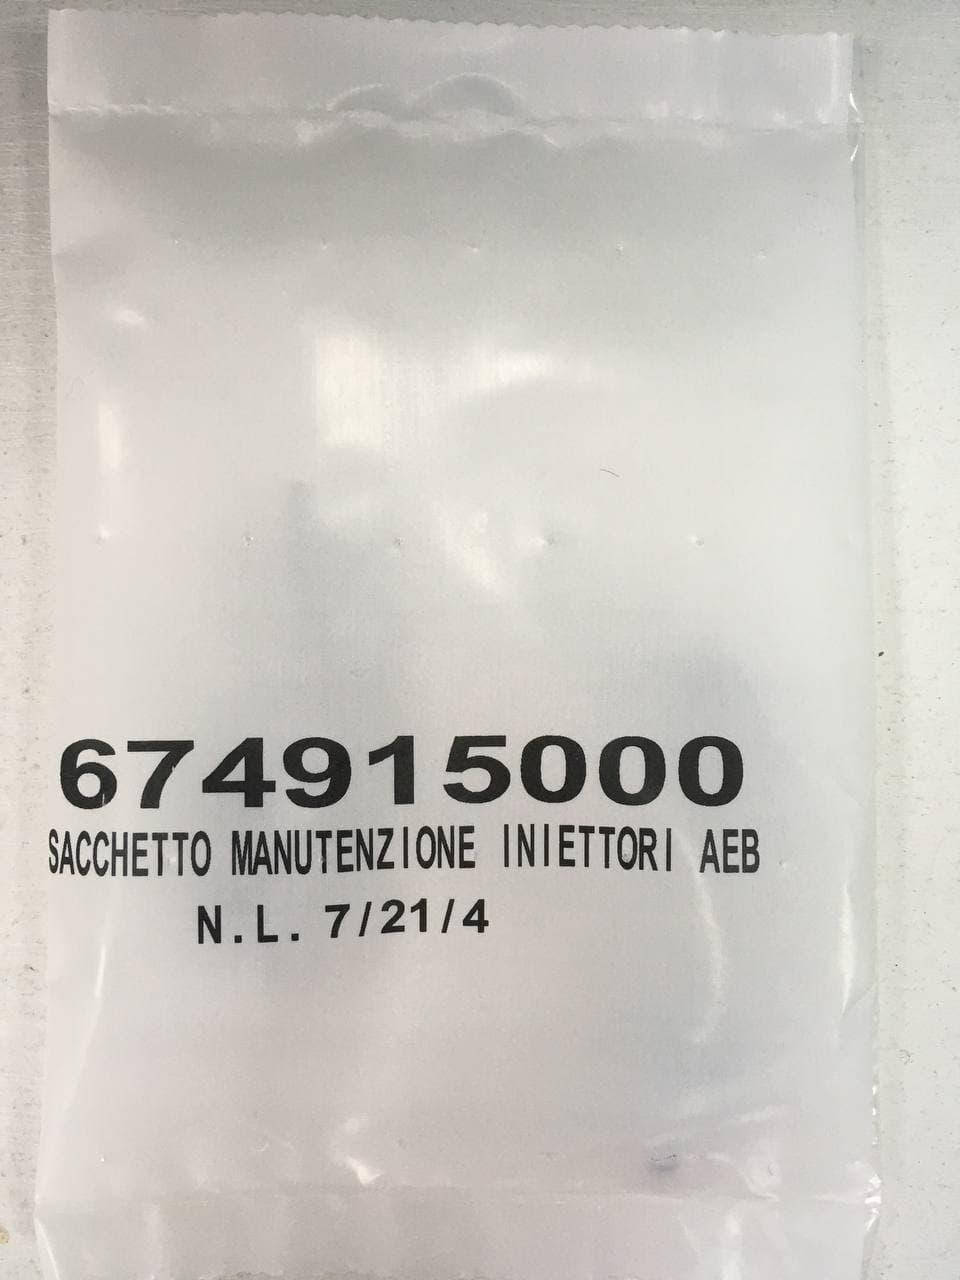 674915000
SACCHETTO MANUTENZIONE INIETTORI AEB
N.L. 7/21/4